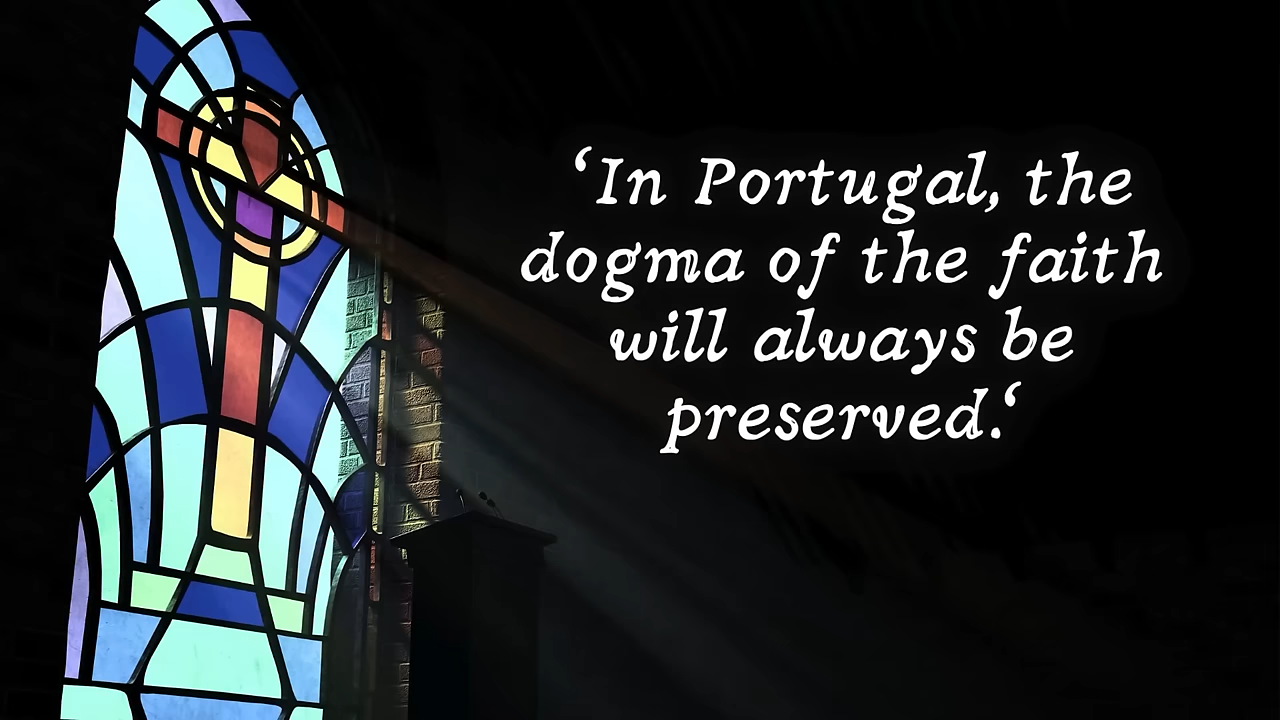 ‘In Portugal, the
dogma of the faith
will always be
preserved.‘